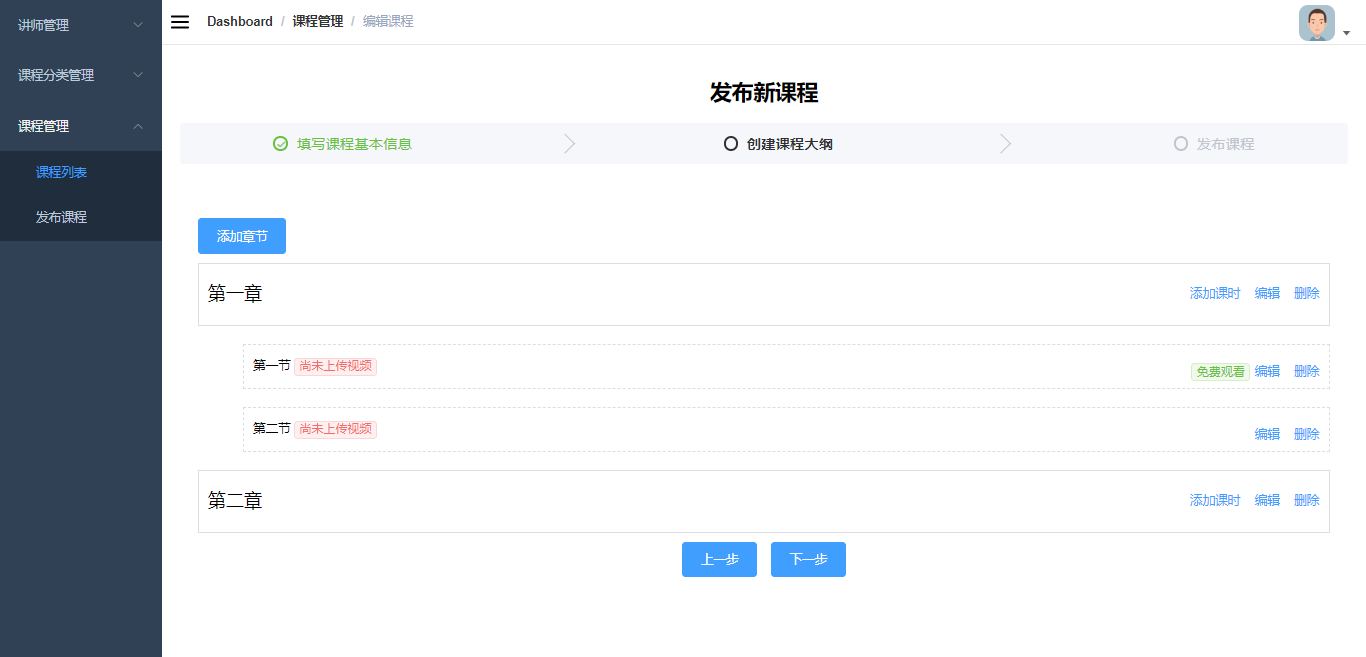 讲师管理
课程分类管理
课程管理
课程列表
发布课程
Dashboard / 课程管理 / 编辑课程
发布新课程
填写课程基本信息 创建课程大纲 发布课程
添加章节
第一章 添加课时 编辑 删除
第一节 尚未上传视频 免费观看 编辑 删除
第二节 尚未上传视频 编辑 删除
第二章 添加课时 编辑 删除
上一步 下一步